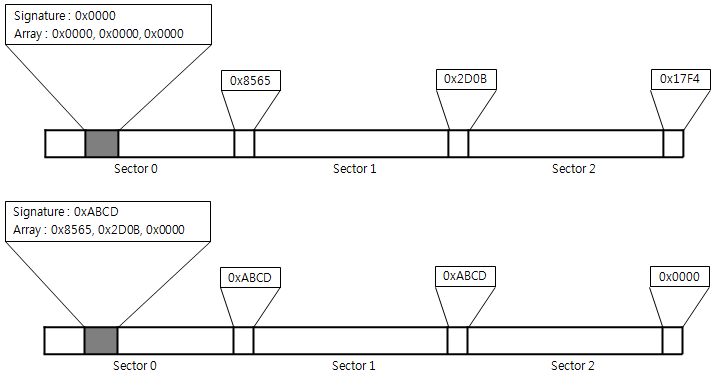 Signature : 0x0000
Array : 0x0000, 0x0000, 0x0000
0x8565
0x2D0B
0x17F4
Sector 0
Sector 1
Sector 2
Signature : 0xABCD
Array : 0x8565, 0x2D0B, 0x0000
0xABCD
0xABCD
0x0000
Sector 0
Sector 1
Sector 2